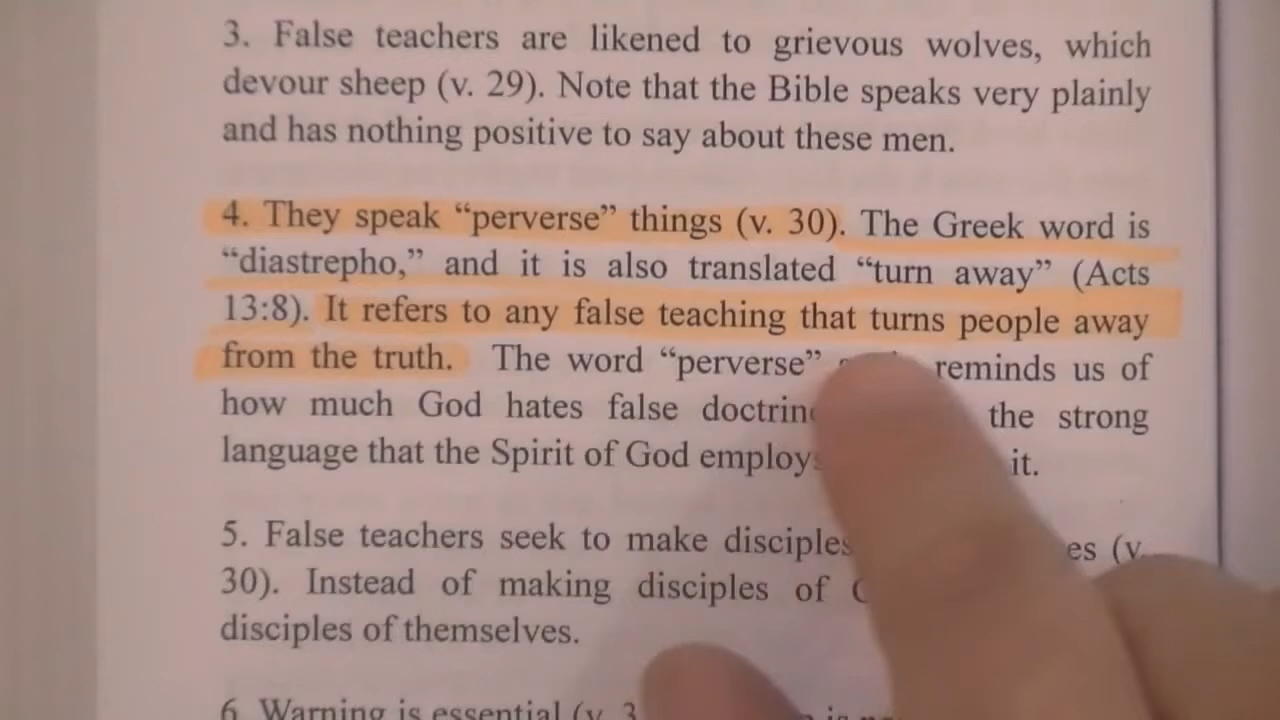 3. False teachers are likened to grievous wolves, which
devour sheep (v. 29). Note that the Bible speaks very plainly
and has nothing positive to say about these men.
4. They speak “perverse” things (v. 30). The Greek word is
“diastrepho,” and it is also translated “turn away” (Acts
13:8). It refers to any false teaching that turns people away
from the truth. The word “perverse” reminds us of
how much God hates false the strong
language that the Spirit of God it.
5. False teachers seek to make disciples (v.
30). Instead of making disciples of
disciples of themselves.
6. Warning is essential (v. 3